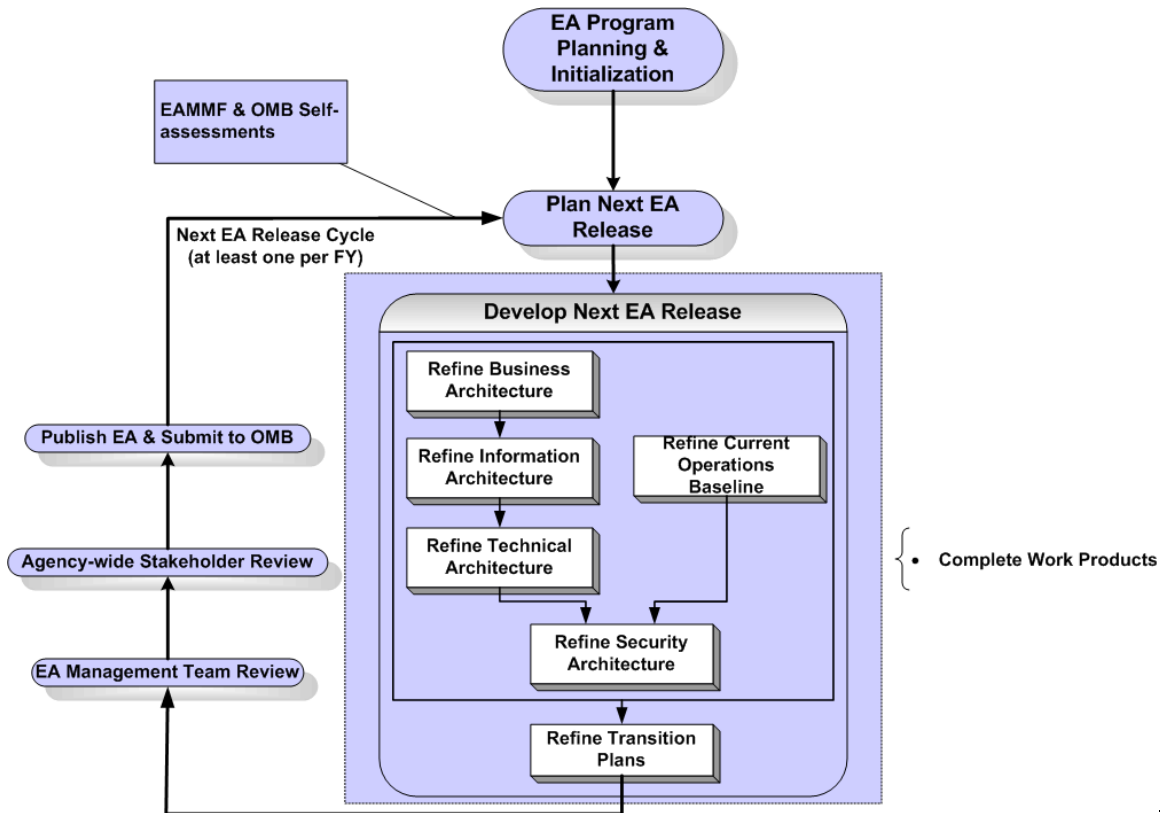 EA Program
Planning &
Initialization
EAMMF & OMB Self-
assessments
Plan Next EA
Release
Next EA Release Cycle
(at least one per FY)
Develop Next EA Release
Refine Business
Architecture
Publish EA & Submit to OMB
Refine Information
Architecture
Refine Current
Operations
Baseline
Refine Technical
Architecture
Agency-wide Stakeholder Review
• Complete Work Products
Refine Security
Architecture
EA Management Team Review
Refine Transition
Plans